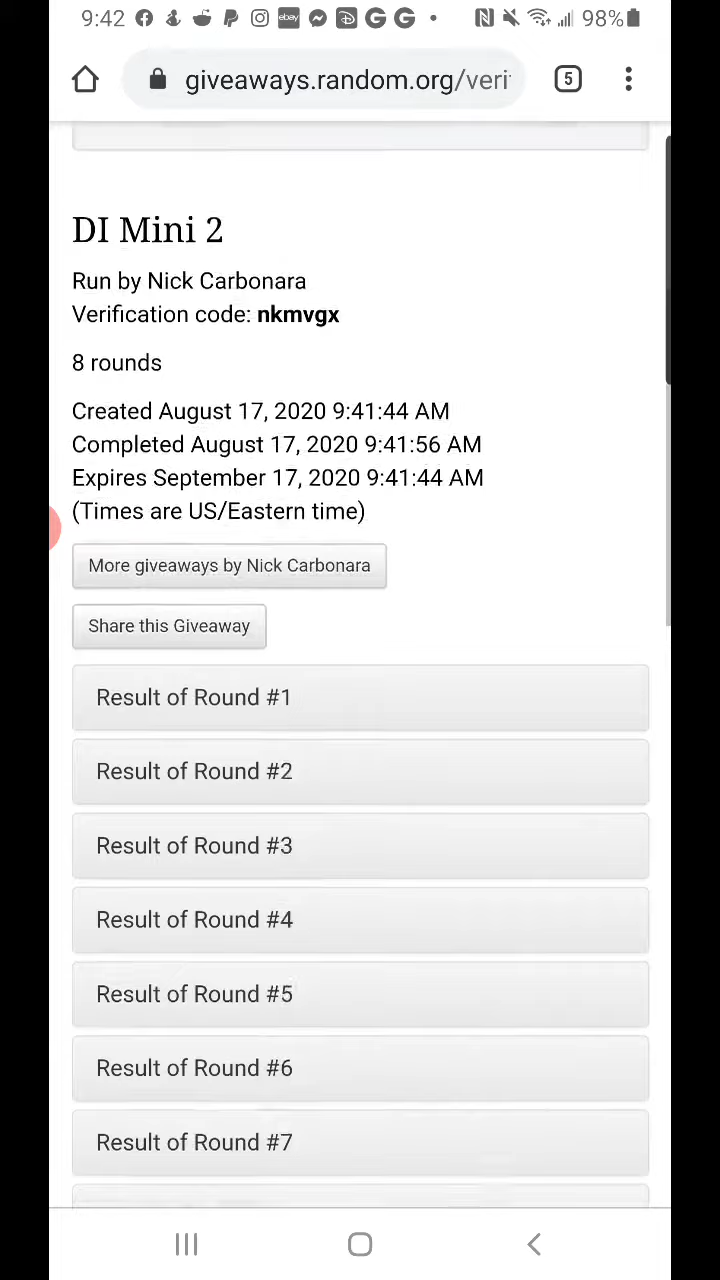 9:42
ebay
98%
giveaways.random.org/veri
5
DI Mini 2
Run by Nick Carbonara
Verification code: nkmvgx
8 rounds
Created August 17, 2020 9:41:44 AM
Completed August 17, 2020 9:41:56 AM
Expires September 17, 2020 9:41:44 AM
(Times are US/Eastern time)
More giveaways by Nick Carbonara
Share this Giveaway
Result of Round #1
Result of Round #2
Result of Round #3
Result of Round #4
Result of Round #5
Result of Round #6
Result of Round #7